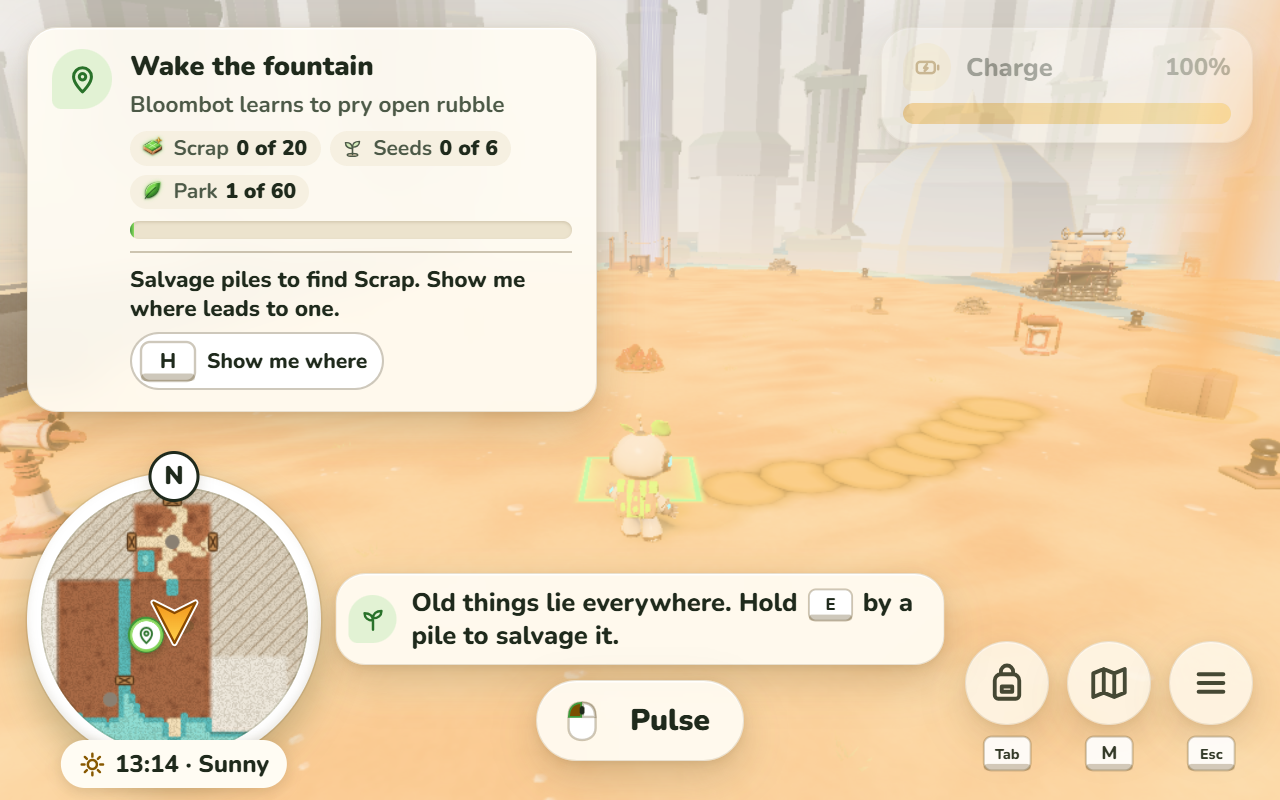 Wake the fountain
Bloombot learns to pry open rubble
Scrap 0 of 20
Seeds 0 of 6
Park 1 of 60
Salvage piles to find Scrap. Show me
where leads to one.
H Show me where
Charge 100%
N
13:14 · Sunny
Old things lie everywhere. Hold E by a
pile to salvage it.
Pulse
Tab
M
Esc